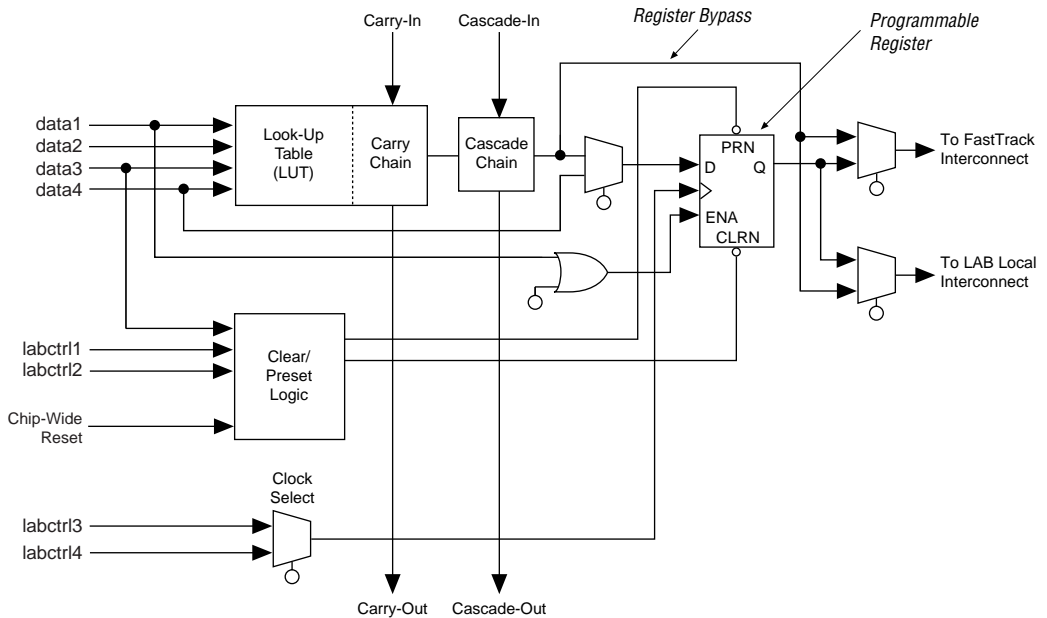 Carry-In
Cascade-In
Register Bypass
Programmable
Register
data1
data2
data3
data4
Look-Up
Table
(LUT)
Carry
Chain
Cascade
Chain
PRN
D
Q
ENA
CLRN
To FastTrack
Interconnect
To LAB Local
Interconnect
labctrl1
labctrl2
Chip-Wide
Reset
Clear/
Preset
Logic
Clock
Select
labctrl3
labctrl4
Carry-Out
Cascade-Out